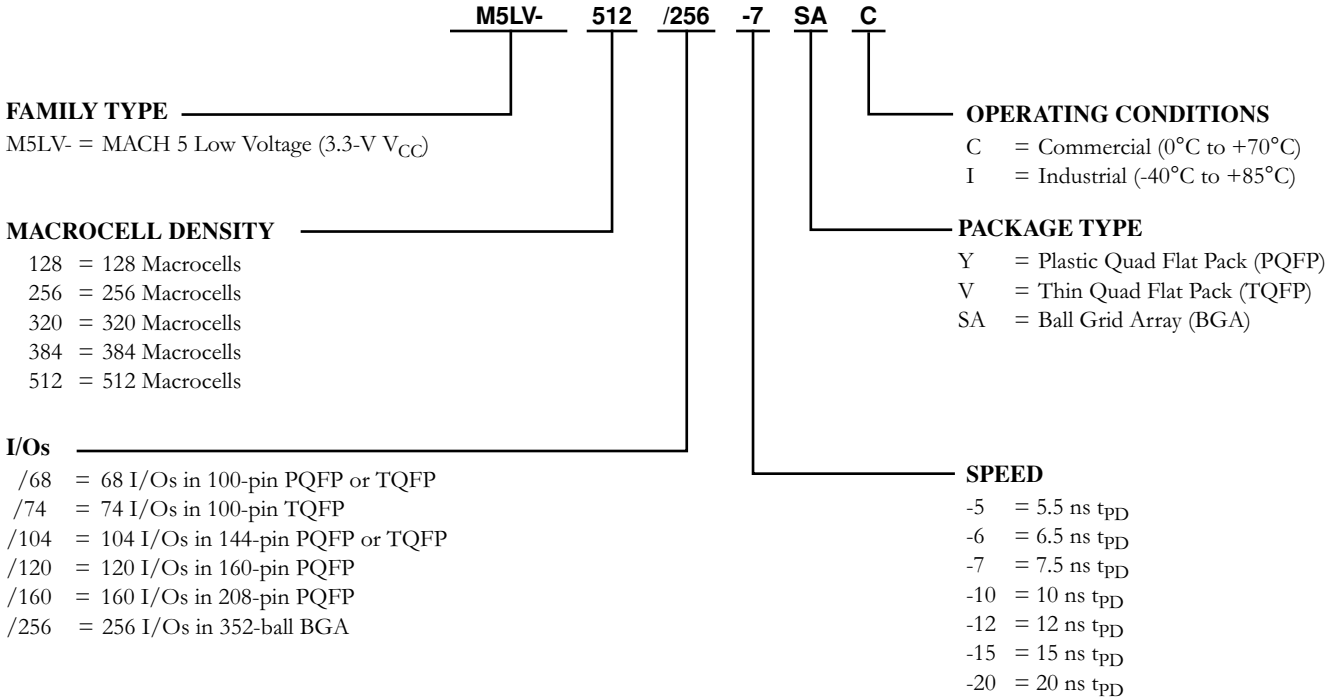 M5LV- 512 /256 -7 SA C
FAMILY TYPE
M5LV- = MACH 5 Low Voltage (3.3-V VCC)
MACROCELL DENSITY
128 = 128 Macrocells
256 = 256 Macrocells
320 = 320 Macrocells
384 = 384 Macrocells
512 = 512 Macrocells
I/Os
/68 = 68 I/Os in 100-pin PQFP or TQFP
/74 = 74 I/Os in 100-pin TQFP
/104 = 104 I/Os in 144-pin PQFP or TQFP
/120 = 120 I/Os in 160-pin PQFP
/160 = 160 I/Os in 208-pin PQFP
/256 = 256 I/Os in 352-ball BGA
OPERATING CONDITIONS
C = Commercial (0°C to +70°C)
I = Industrial (-40°C to +85°C)
PACKAGE TYPE
Y = Plastic Quad Flat Pack (PQFP)
V = Thin Quad Flat Pack (TQFP)
SA = Ball Grid Array (BGA)
SPEED
-5 = 5.5 ns tPD
-6 = 6.5 ns tPD
-7 = 7.5 ns tPD
-10 = 10 ns tPD
-12 = 12 ns tPD
-15 = 15 ns tPD
-20 = 20 ns tPD